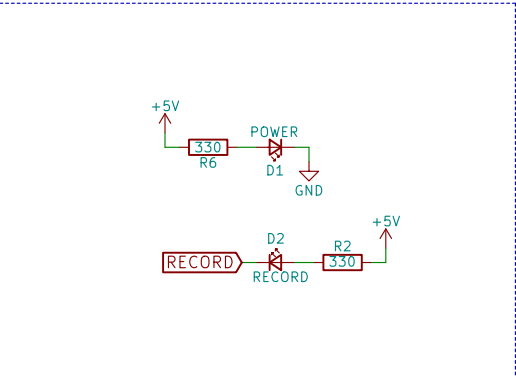 +5V
POWER
330
R6
D1
GND
+5V
D2
R2
RECORD
330
RECORD